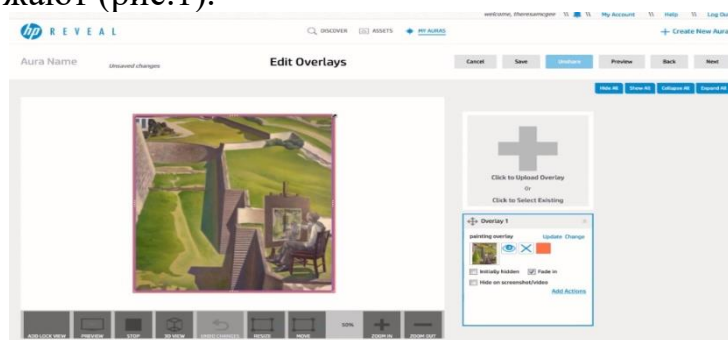 жают (рис.1).
welcome, theresamcgee My Account Help Log Out
hp REVEAL DISCOVER ASSETS MY AURAS + Create New Aura
Aura Name Unsaved changes Edit Overlays Cancel Save Unshare Preview Back Next
Hide All Show All Collapse All Expand All
Click to Upload Overlay
Or
Click to Select Existing
Overlay 1
painting overlay Update Change
Initially hidden Fade in
Hide on screenshot/video
Add Actions
ADD LOCK VIEW PREVIEW STOP 3D VIEW UNDO CHANGES RESIZE MOVE 50% ZOOM IN ZOOM OUT